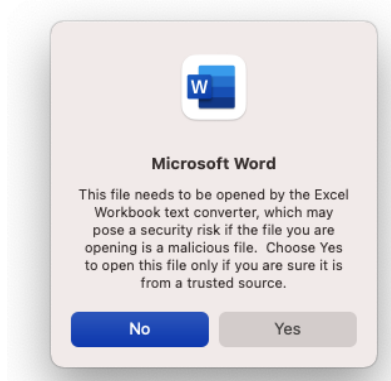 W
Microsoft Word
This file needs to be opened by the Excel
Workbook text converter, which may
pose a security risk if the file you are
opening is a malicious file.  Choose Yes
to open this file only if you are sure it is
from a trusted source.
No
Yes